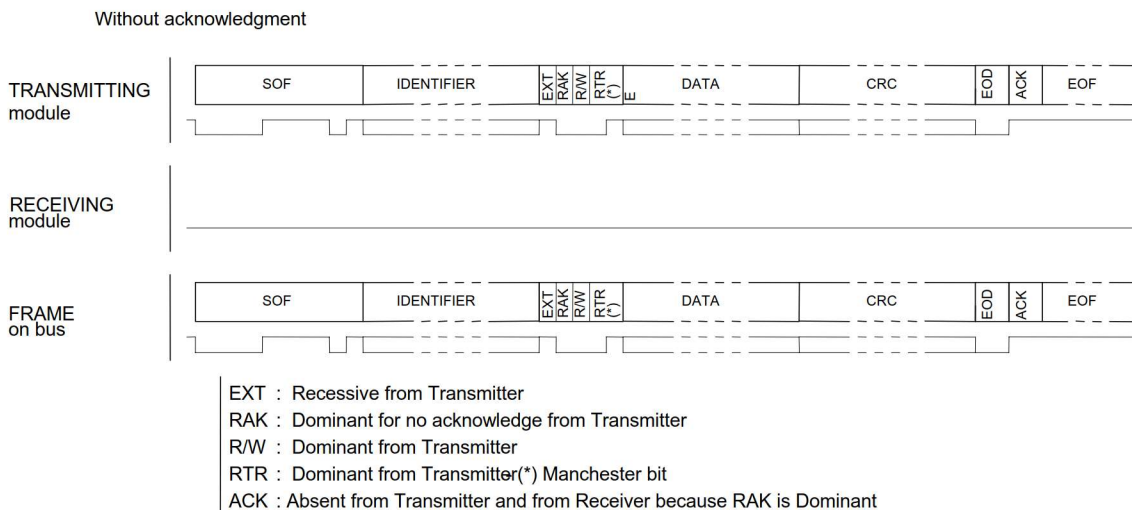 Without acknowledgment
TRANSMITTING
module
SOF IDENTIFIER EXT RAK R/W RTR (*) E DATA CRC EOD ACK EOF
RECEIVING
module
FRAME
on bus
SOF IDENTIFIER EXT RAK R/W RTR (*) DATA CRC EOD ACK EOF
EXT : Recessive from Transmitter
RAK : Dominant for no acknowledge from Transmitter
R/W : Dominant from Transmitter
RTR : Dominant from Transmitter(*) Manchester bit
ACK : Absent from Transmitter and from Receiver because RAK is Dominant